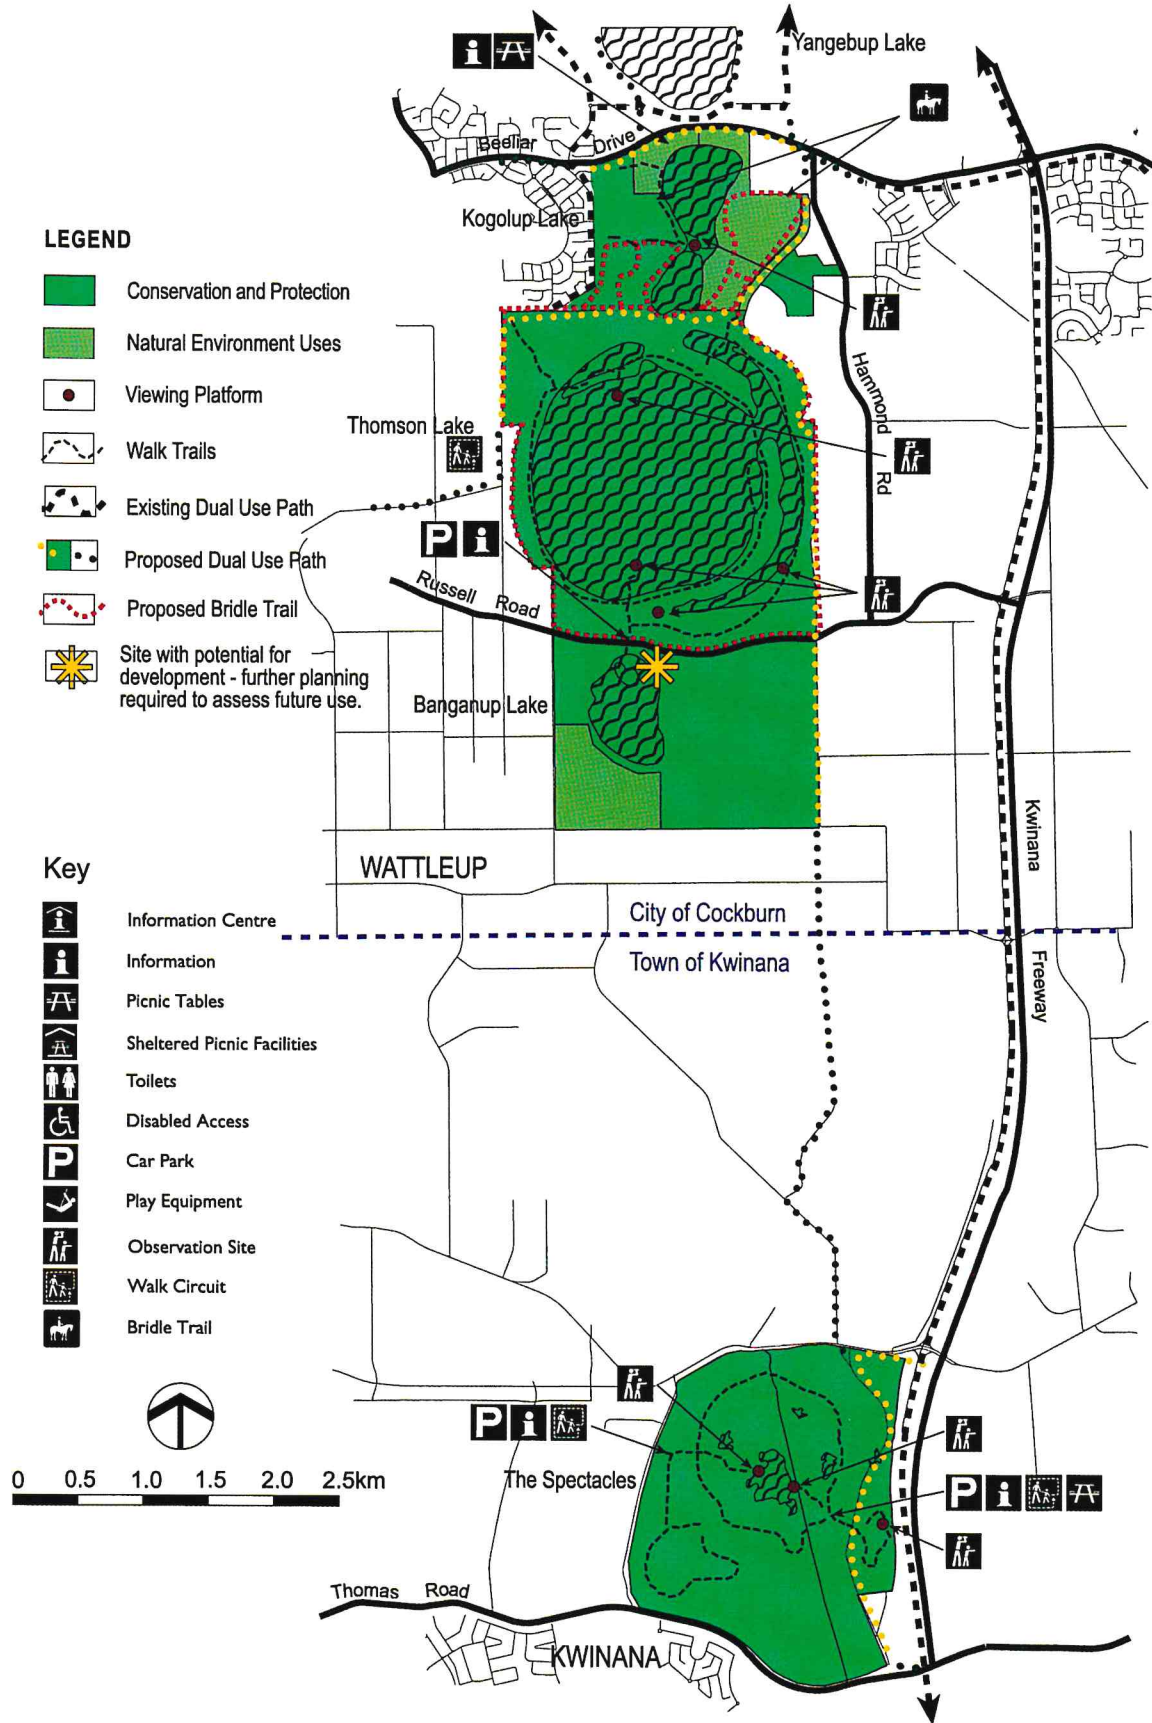 Yangebup Lake
Beeliar Drive
Kogolup Lake
LEGEND
Conservation and Protection
Natural Environment Uses
Viewing Platform
Walk Trails
Existing Dual Use Path
Proposed Dual Use Path
Proposed Bridle Trail
Site with potential for
development - further planning
required to assess future use.
Hammond Rd
Thomson Lake
P
Russell Road
Banganup Lake
Kwinana Freeway
WATTLEUP
City of Cockburn
Town of Kwinana
Key
Information Centre
Information
Picnic Tables
Sheltered Picnic Facilities
Toilets
Disabled Access
P Car Park
Play Equipment
Observation Site
Walk Circuit
Bridle Trail
0 0.5 1.0 1.5 2.0 2.5km
P
The Spectacles
P
Thomas Road
KWINANA